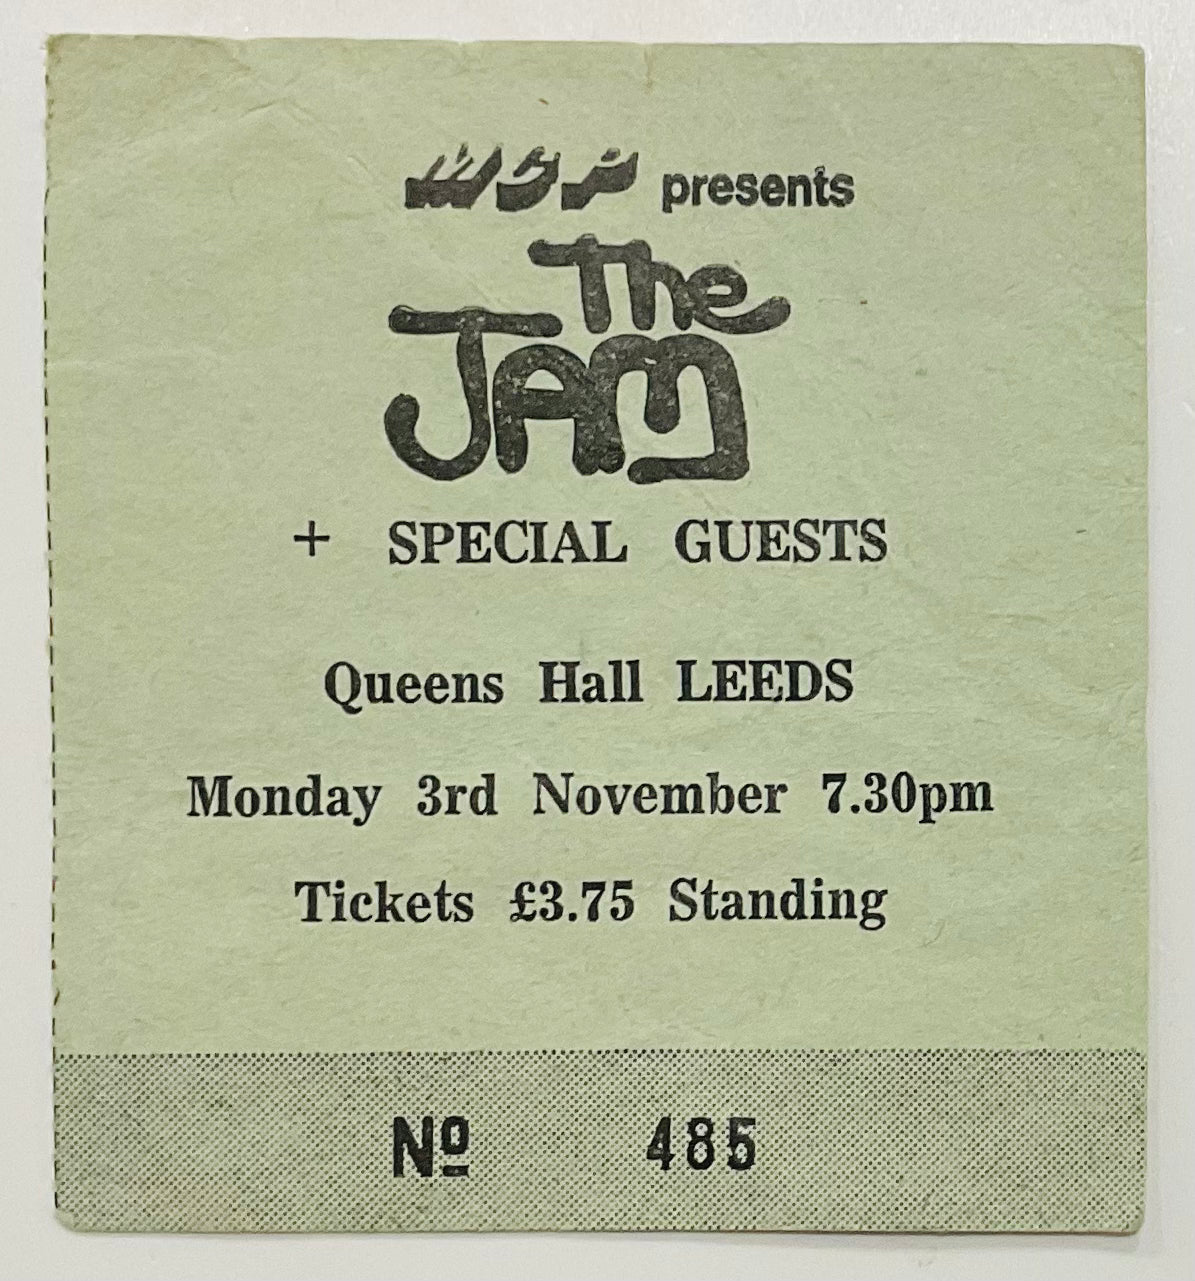 MCP presents
The
JAM
+ SPECIAL GUESTS
Queens Hall LEEDS
Monday 3rd November 7.30pm
Tickets £3.75 Standing
Nº 485